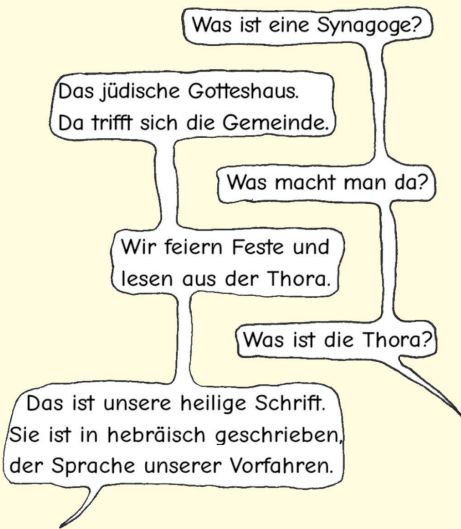 Was ist eine Synagoge?
Das jüdische Gotteshaus.
Da trifft sich die Gemeinde.
Was macht man da?
Wir feiern Feste und
lesen aus der Thora.
Was ist die Thora?
Das ist unsere heilige Schrift.
Sie ist in hebräisch geschrieben,
der Sprache unserer Vorfahren.